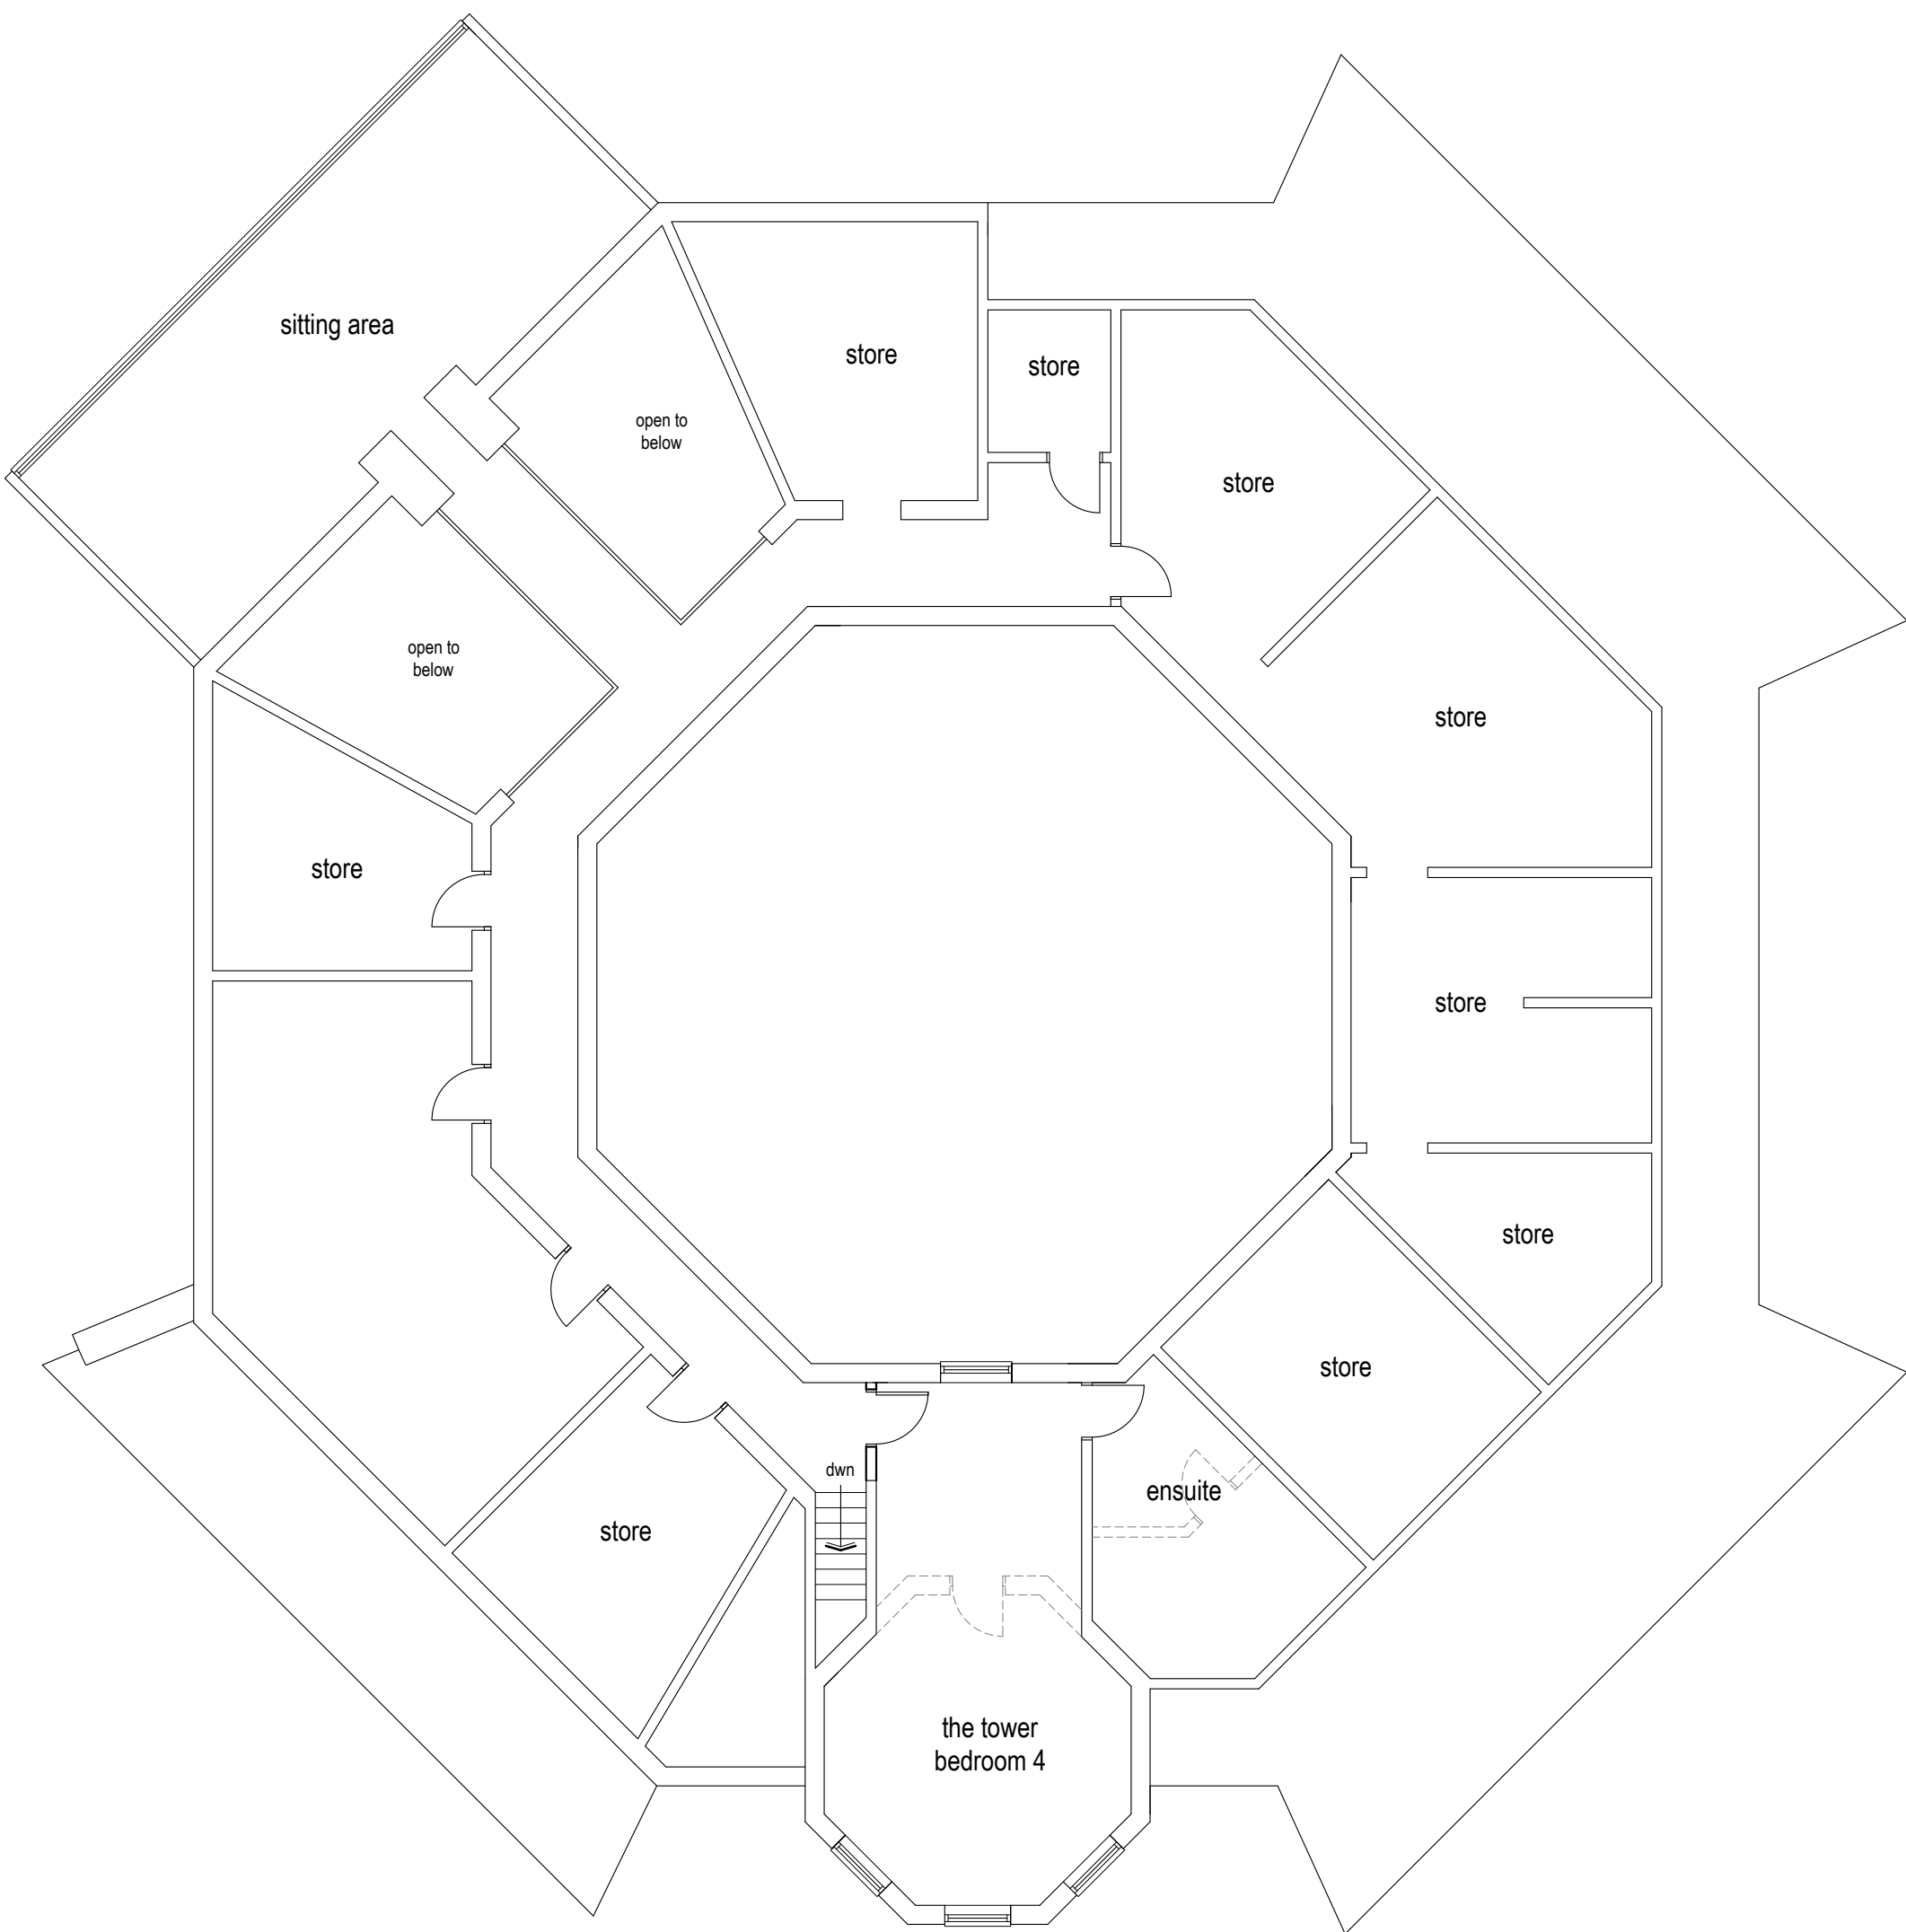 sitting area
store
store
open to
below
store
open to
below
store
store
store
store
store
store
dwn
ensuite
store
the tower
bedroom 4